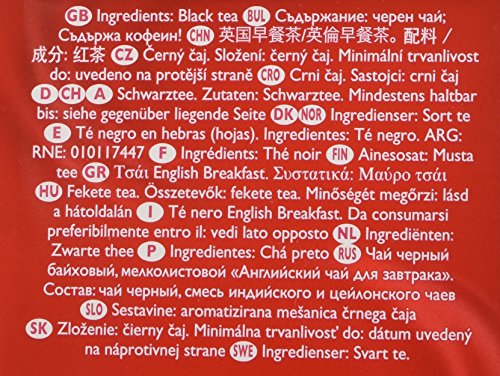 GB Ingredients: Black tea BUL Съдържание: черен чай;
Съдържа кофеин! CHN 英国早餐茶/英倫早餐茶。配料/
成分: 红茶 CZ Černý čaj. Složení: černý čaj. Minimální trvanlivost
do: uvedeno na protější straně CRO Crni čaj. Sastojci: crni čaj
D CH A Schwarztee. Zutaten: Schwarztee. Mindestens haltbar
bis: siehe gegenüber liegende Seite DK NOR Ingredienser: Sort te
E Té negro en hebras (hojas). Ingredientes: Té negro. ARG:
RNE: 010117447 F Ingrédients: Thé noir FIN Ainesosat: Musta
tee GR Τσάι English Breakfast. Συστατικά: Μαύρο τσάι
HU Fekete tea. Összetevők: fekete tea. Minőségét megőrzi: lásd
a hátoldalán I Té nero English Breakfast. Da consumarsi
preferibilmente entro il: vedi lato opposto NL Ingrediënten:
Zwarte thee P Ingredientes: Chá preto RUS Чай черный
байховый, мелколистовой «Английский чай для завтрака».
Состав: чай черный, смесь индийского и цейлонского чаев
SLO Sestavine: aromatizirana mešanica črnega čaja
SK Zloženie: čierny čaj. Minimálna trvanlivosť do: dátum uvedený
na náprotivnej strane SWE Ingredienser: Svart te.